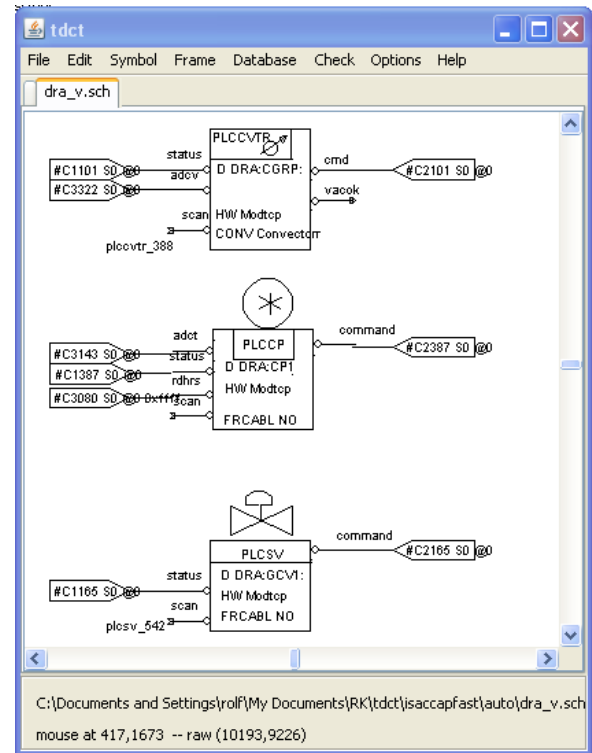 tdct
File Edit Symbol Frame Database Check Options Help
dra_v.sch
PLCCVTR
status
#C1101 S0 @0
D DRA:CGRP:
cmd
#C2101 S0 @0
adcv
#C3322 S0 @0
vacok
scan
HW Modtcp
CONV Convectorr
plccvtr_388
adct
PLCCP
command
#C3143 S0 @0
#C2387 S0 @0
status
D DRA:CP1
#C1387 S0 @0
rdhrs
HW Modtcp
#C3080 S0 @0 0xffff
scan
FRCABL NO
command
PLCSV
#C2165 S0 @0
status
D DRA:GCV1:
#C1165 S0 @0
HW Modtcp
scan
FRCABL NO
plcsv_542
C:\Documents and Settings\rolf\My Documents\RK\tdct\isaccapfast\auto\dra_v.sch
mouse at 417,1673 -- raw (10193,9226)